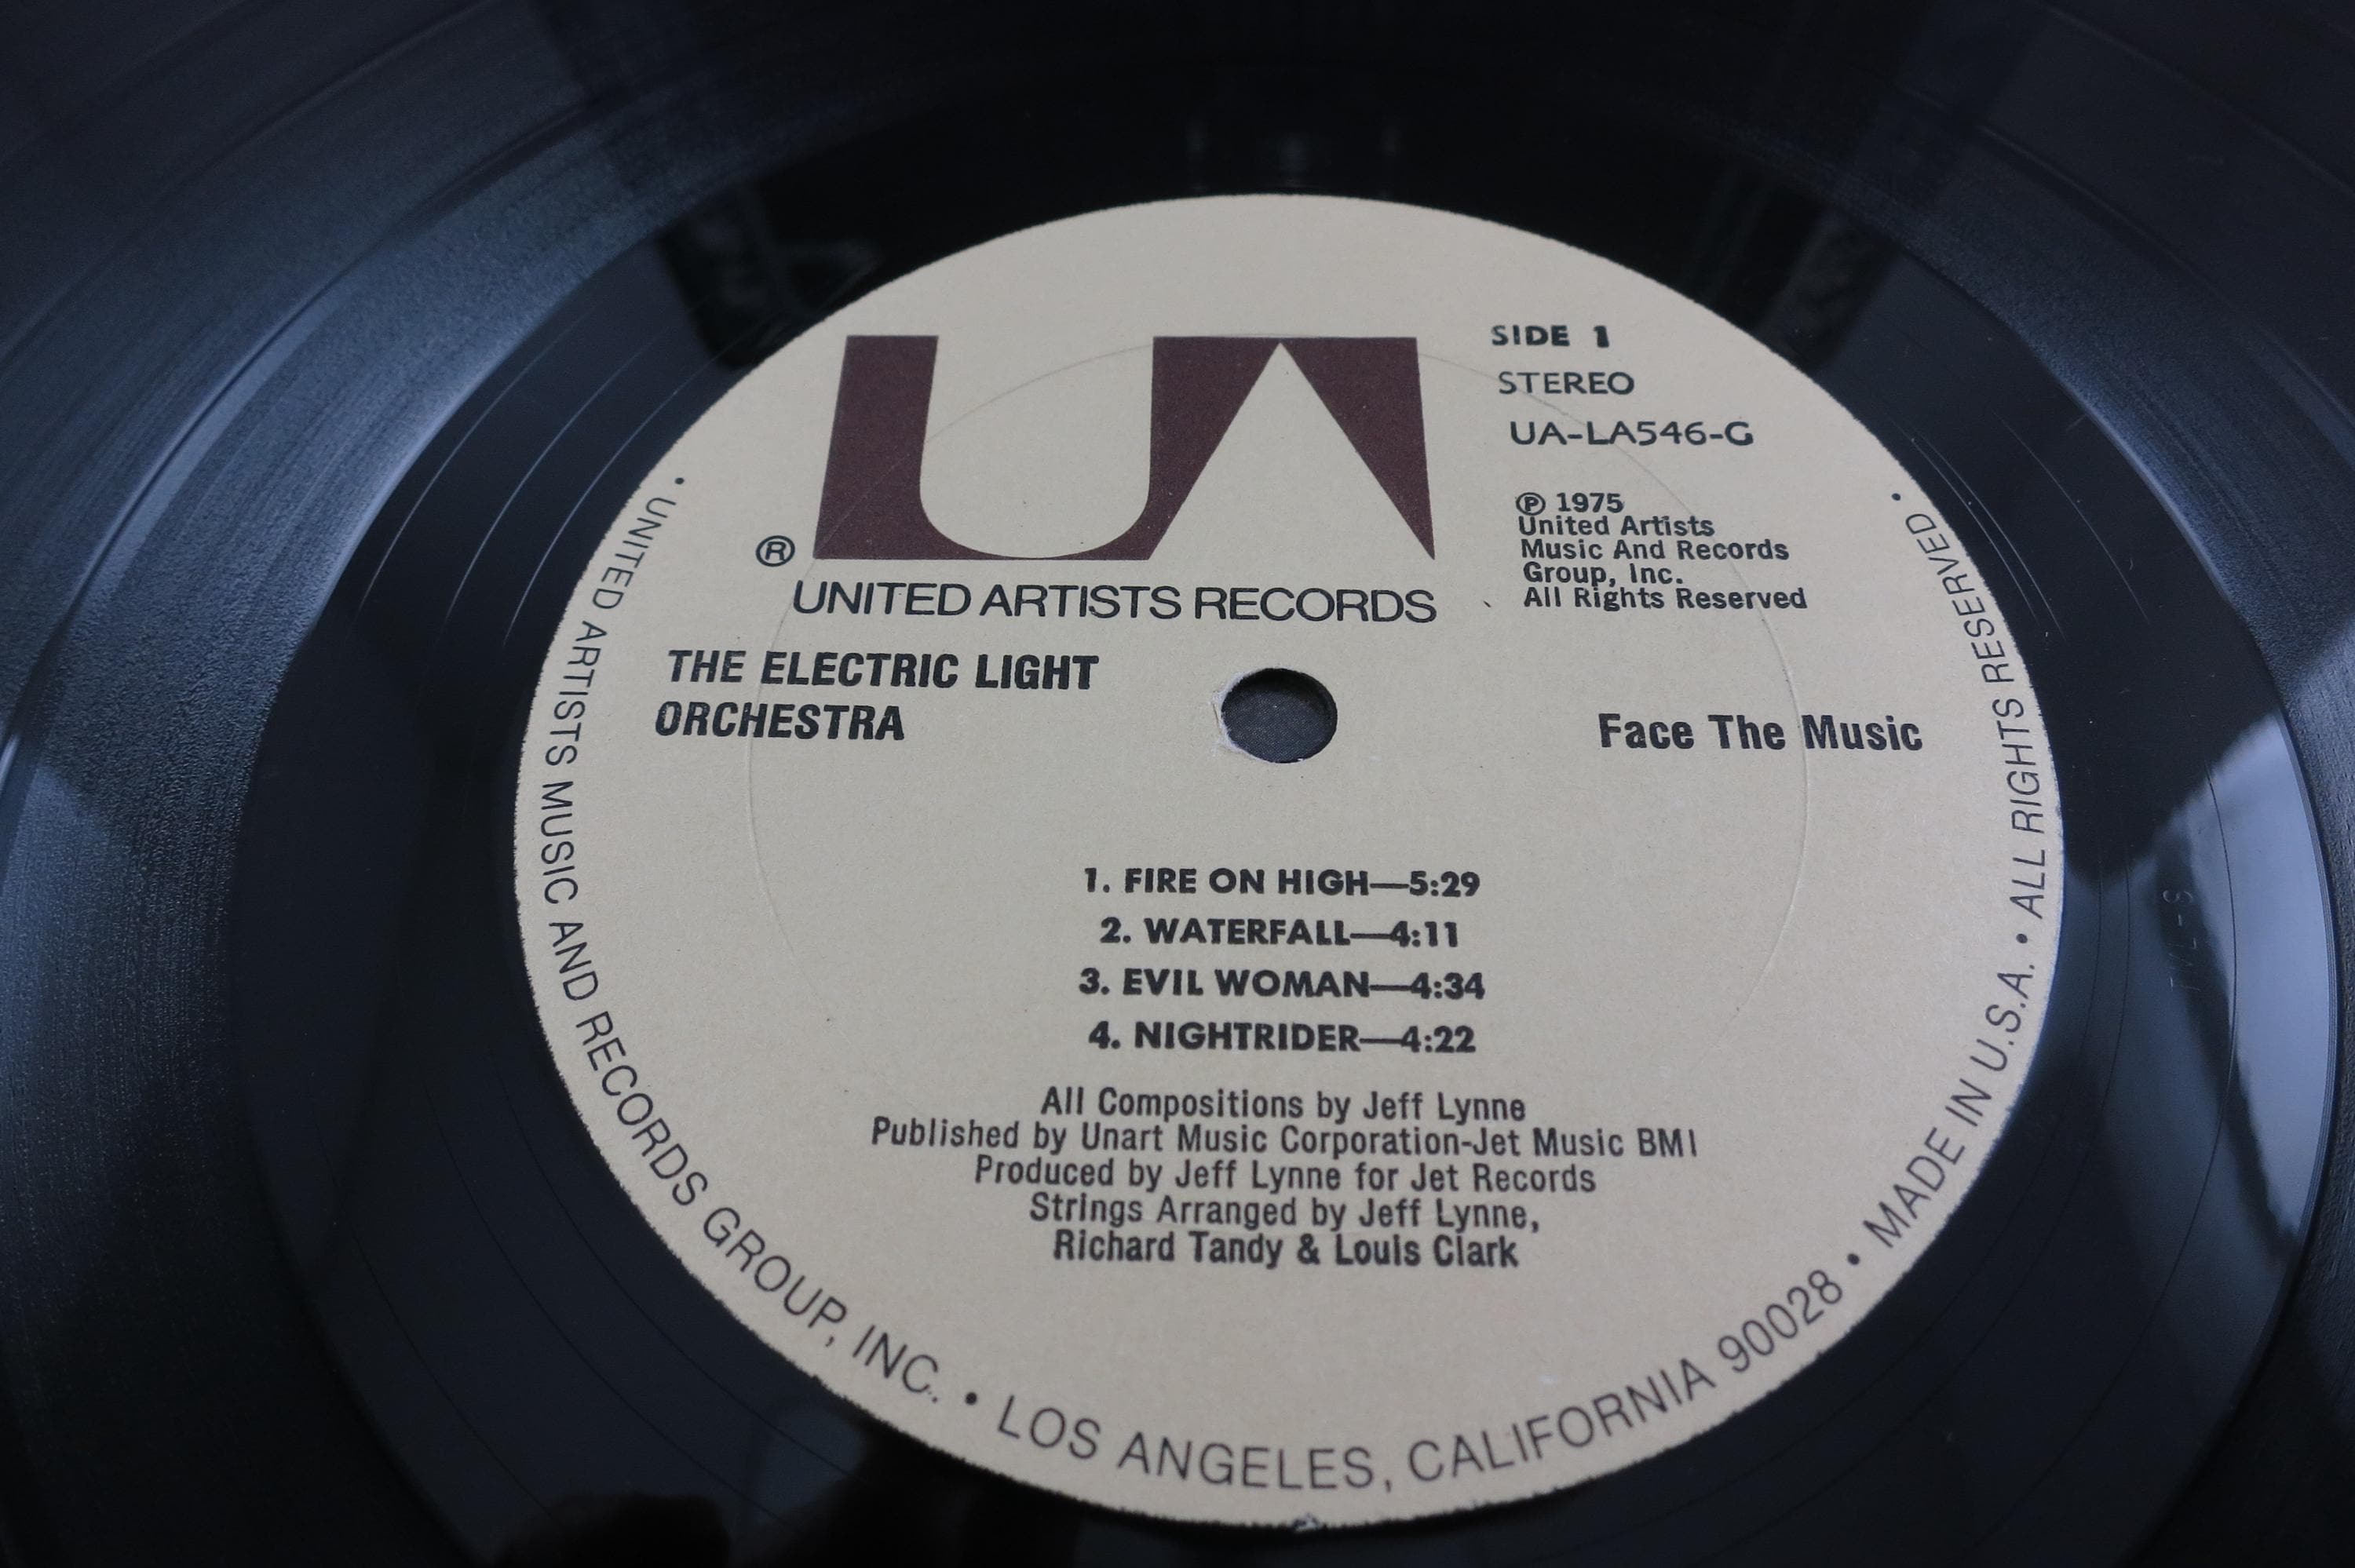 UA
®
UNITED ARTISTS RECORDS
SIDE 1
STEREO
UA-LA546-G
℗ 1975
United Artists
Music And Records
Group, Inc.
All Rights Reserved
THE ELECTRIC LIGHT
ORCHESTRA
Face The Music
1. FIRE ON HIGH—5:29
2. WATERFALL—4:11
3. EVIL WOMAN—4:34
4. NIGHTRIDER—4:22
All Compositions by Jeff Lynne
Published by Unart Music Corporation-Jet Music BMI
Produced by Jeff Lynne for Jet Records
Strings Arranged by Jeff Lynne,
Richard Tandy & Louis Clark
• UNITED ARTISTS MUSIC AND RECORDS GROUP, INC. • LOS ANGELES, CALIFORNIA 90028 • MADE IN U.S.A. • ALL RIGHTS RESERVED •